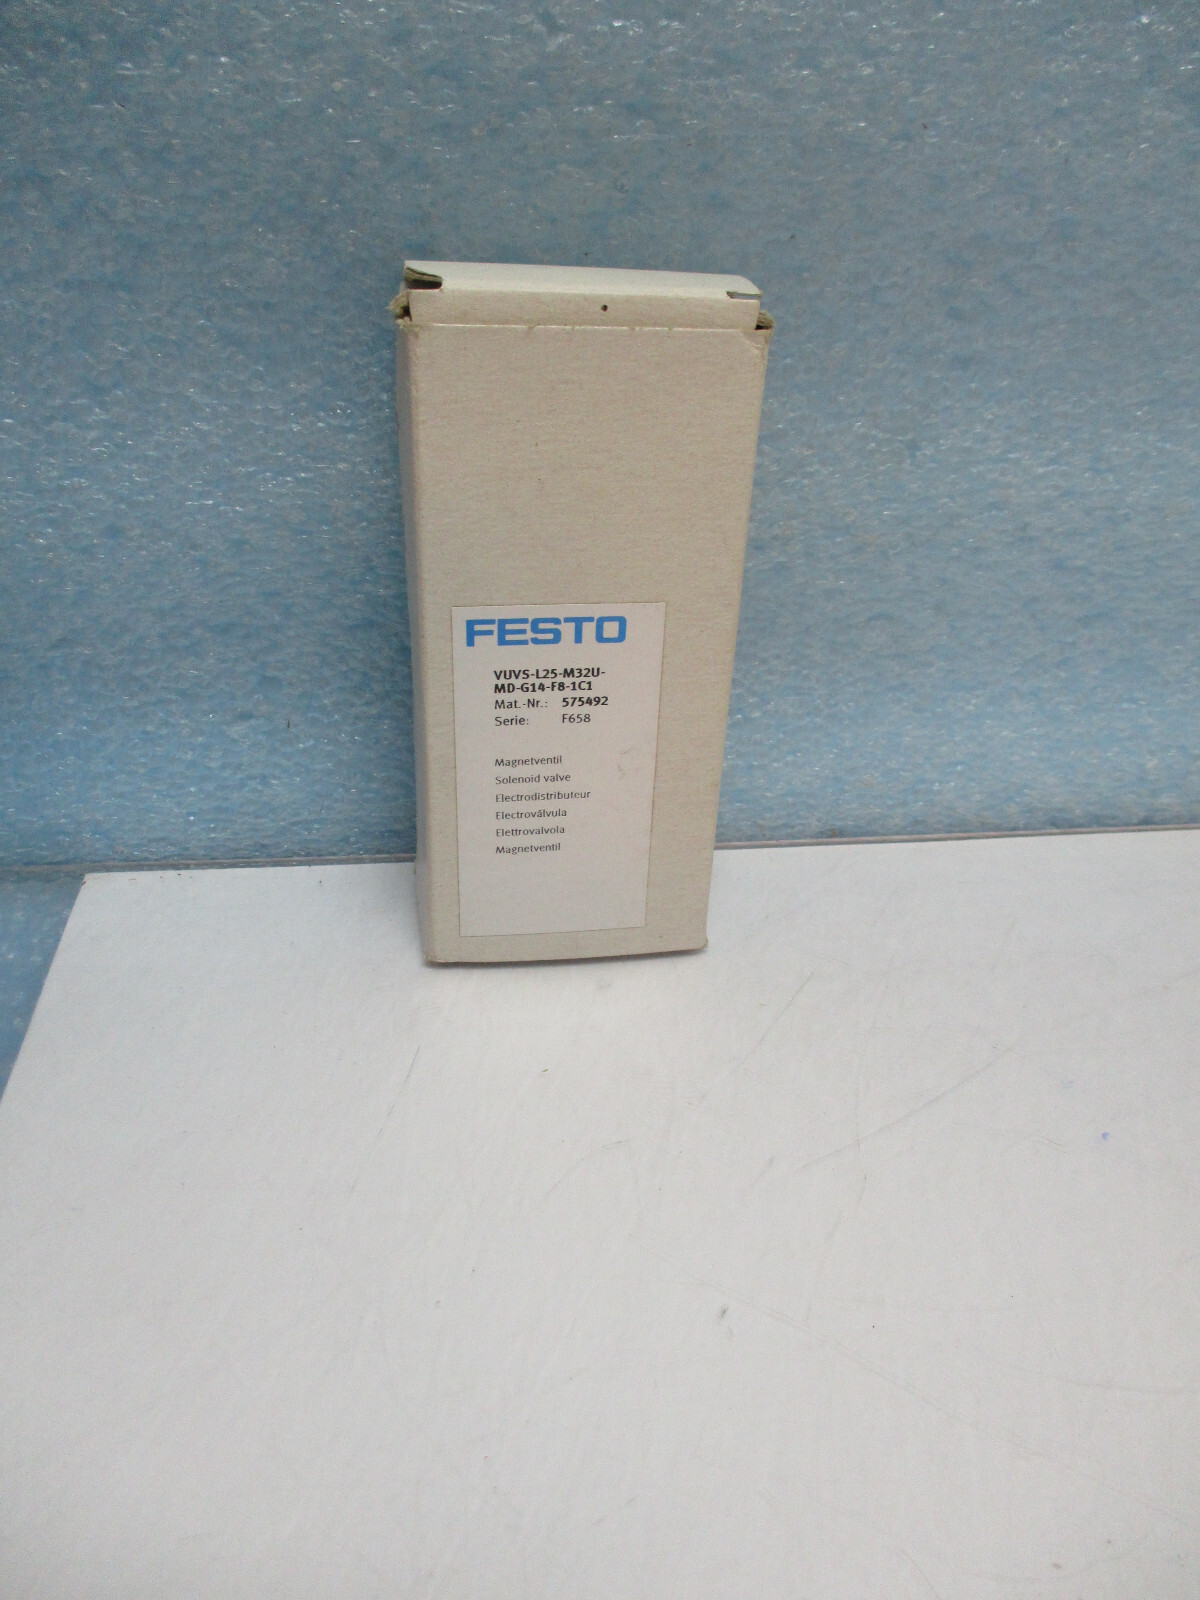 FESTO
VUVS-L25-M32U-
MD-G14-F8-1C1
Mat.-Nr.: 575492
Serie: F658
Magnetventil
Solenoid valve
Electrodistributeur
Electroválvula
Elettrovalvola
Magnetventil